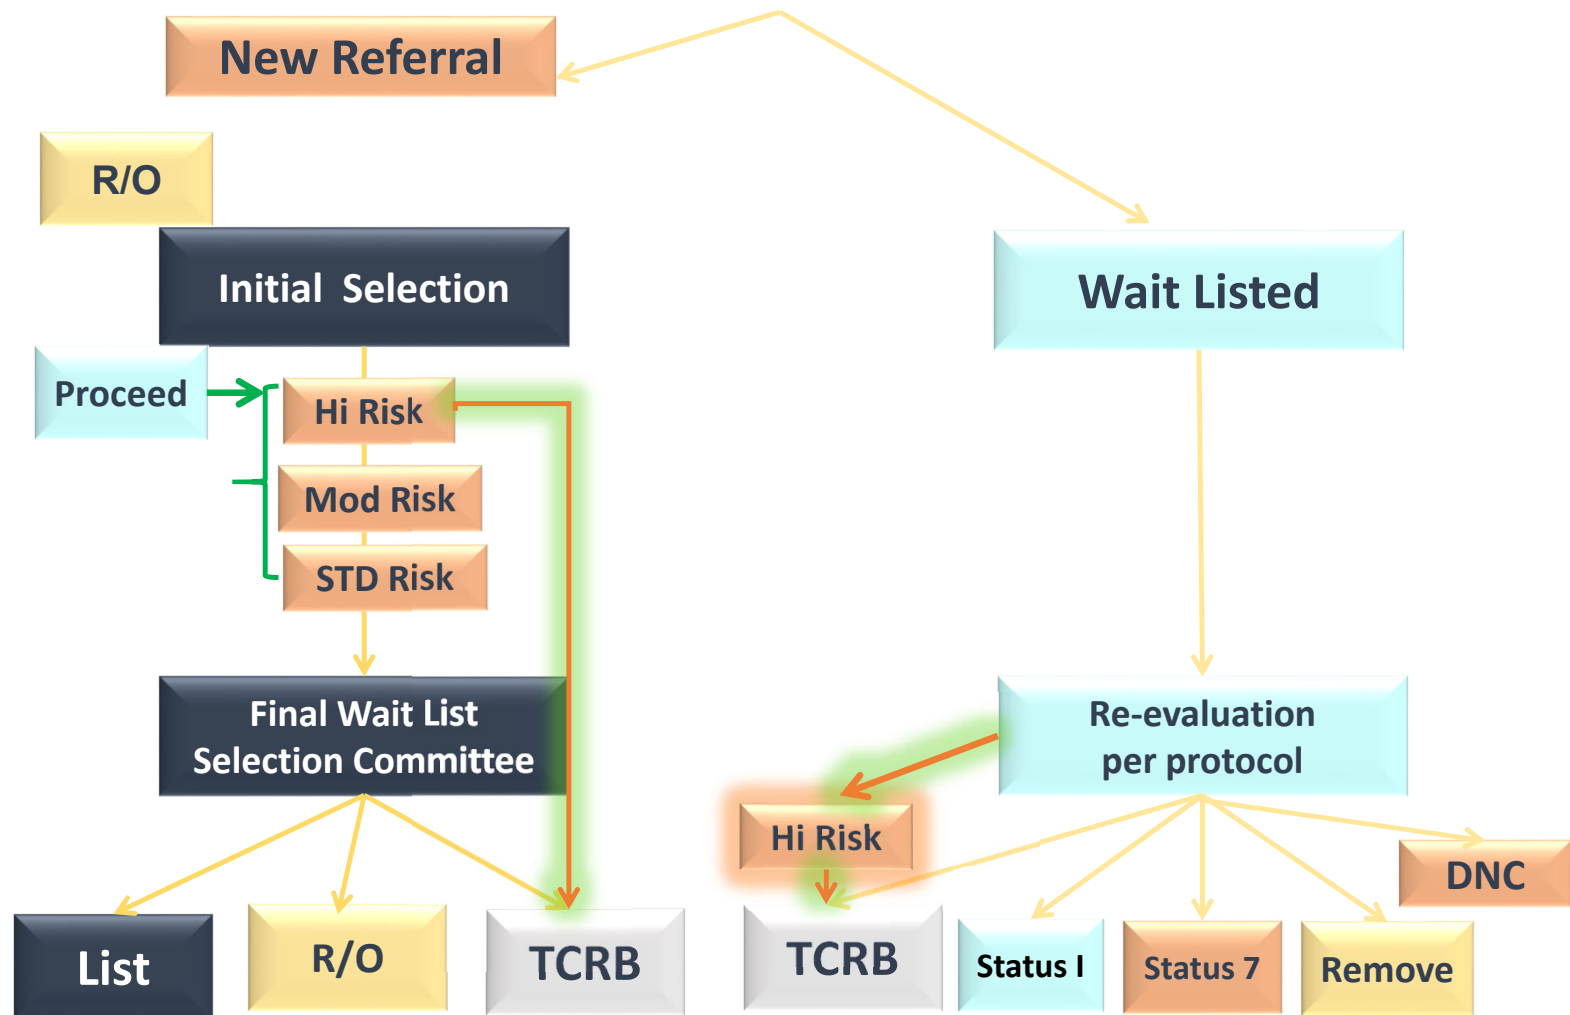 New Referral
R/O
Initial Selection
Wait Listed
Proceed
Hi Risk
Mod Risk
STD Risk
Final Wait List
Selection Committee
Re-evaluation
per protocol
Hi Risk
DNC
List
R/O
TCRB
TCRB
Status I
Status 7
Remove